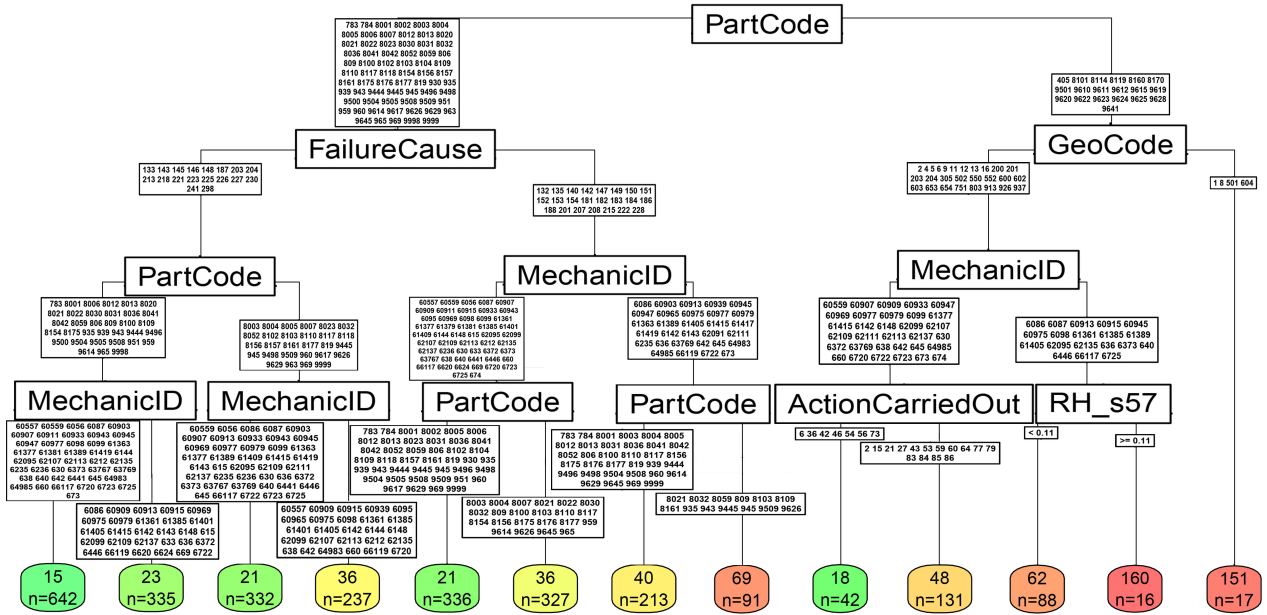 PartCode
783 784 8001 8002 8003 8004
8005 8006 8007 8012 8013 8020
8021 8022 8023 8030 8031 8032
8036 8041 8042 8052 8059 806
809 8100 8102 8103 8104 8109
8110 8117 8118 8154 8156 8157
8161 8175 8176 8177 819 930 935
939 943 9444 9445 945 9496 9498
9500 9504 9505 9508 9509 951
959 960 9614 9617 9626 9629 963
9645 965 969 9998 9999
405 8101 8114 8119 8160 8170
9501 9610 9611 9612 9615 9619
9620 9622 9623 9624 9625 9628
9641
FailureCause
GeoCode
133 143 145 146 148 187 203 204
213 218 221 223 225 226 227 230
241 298
132 135 140 142 147 149 150 151
152 153 154 181 182 183 184 186
188 201 207 208 215 222 228
2 4 5 6 9 11 12 13 16 200 201
203 204 305 502 550 552 600 602
603 653 654 751 803 913 926 937
1 8 501 604
PartCode
MechanicID
MechanicID
783 8001 8006 8012 8013 8020
8021 8022 8030 8031 8036 8041
8042 8059 806 809 8100 8109
8154 8175 935 939 943 9444 9496
9500 9504 9505 9508 951 959
9614 965 9998
8003 8004 8005 8007 8023 8032
8052 8102 8103 8110 8117 8118
8156 8157 8161 8177 819 9445
945 9498 9509 960 9617 9626
9629 963 969 9999
60557 60559 6056 6087 60907
60909 60911 60915 60933 60943
6095 60969 6098 6099 61361
61377 61379 61381 61385 61401
61409 6144 6148 615 62095 62099
62107 62109 62113 6212 62135
62137 6236 630 633 6372 6373
63767 638 640 6441 6446 660
66117 6620 6624 669 6720 6723
6725 674
6086 60903 60913 60939 60945
60947 60965 60975 60977 60979
61363 61389 61405 61415 61417
61419 6142 6143 62091 62111
6235 636 63769 642 645 64983
64985 66119 6722 673
60559 60907 60909 60933 60947
60969 60977 60979 6099 61377
61415 6142 6148 62099 62107
62109 62111 62113 62137 630
6372 63769 638 642 645 64985
660 6720 6722 6723 673 674
6086 6087 60913 60915 60945
60975 6098 61361 61385 61389
61405 62095 62135 636 6373 640
6446 66117 6725
MechanicID
MechanicID
PartCode
PartCode
ActionCarriedOut
RH_s57
60557 60559 6056 6087 60903
60907 60911 60933 60943 60945
60947 60977 6098 6099 61363
61377 61381 61389 61419 6144
62095 62107 62113 6212 62135
6235 6236 630 6373 63767 63769
638 640 642 6441 645 64983
64985 660 66117 6720 6723 6725
673
6086 60909 60913 60915 60969
60975 60979 61361 61385 61401
61405 61415 6142 6143 6148 615
62099 62109 62137 633 636 6372
6446 66119 6620 6624 669 6722
60559 6056 6086 6087 60903
60907 60913 60933 60943 60945
60969 60977 60979 6099 61363
61377 61389 61409 61415 61419
6143 615 62095 62109 62111
62137 6235 6236 630 636 6372
6373 63767 63769 640 6441 6446
645 66117 6722 6723 6725
60557 60909 60915 60939 6095
60965 60975 6098 61361 61385
61401 61405 6142 6144 6148
62099 62107 62113 6212 62135
638 642 64983 660 66119 6720
783 784 8001 8002 8005 8006
8012 8013 8023 8031 8036 8041
8042 8052 8059 806 8102 8104
8109 8118 8157 8161 819 930 935
939 943 9444 9445 945 9496 9498
9504 9505 9508 9509 951 960
9617 9629 969 9999
8003 8004 8007 8021 8022 8030
8032 809 8100 8103 8110 8117
8154 8156 8175 8176 8177 959
9614 9626 9645 965
783 784 8001 8003 8004 8005
8012 8013 8031 8036 8041 8042
8052 806 8100 8110 8117 8156
8175 8176 8177 819 939 9444
9496 9498 9504 9508 960 9614
9629 9645 969 9999
8021 8032 8059 809 8103 8109
8161 935 943 9445 945 9509 9626
6 36 42 46 54 56 73
2 15 21 27 43 53 59 60 64 77 79
83 84 85 86
< 0.11
>= 0.11
15
n=642
23
n=335
21
n=332
36
n=237
21
n=336
36
n=327
40
n=213
69
n=91
18
n=42
48
n=131
62
n=88
160
n=16
151
n=17